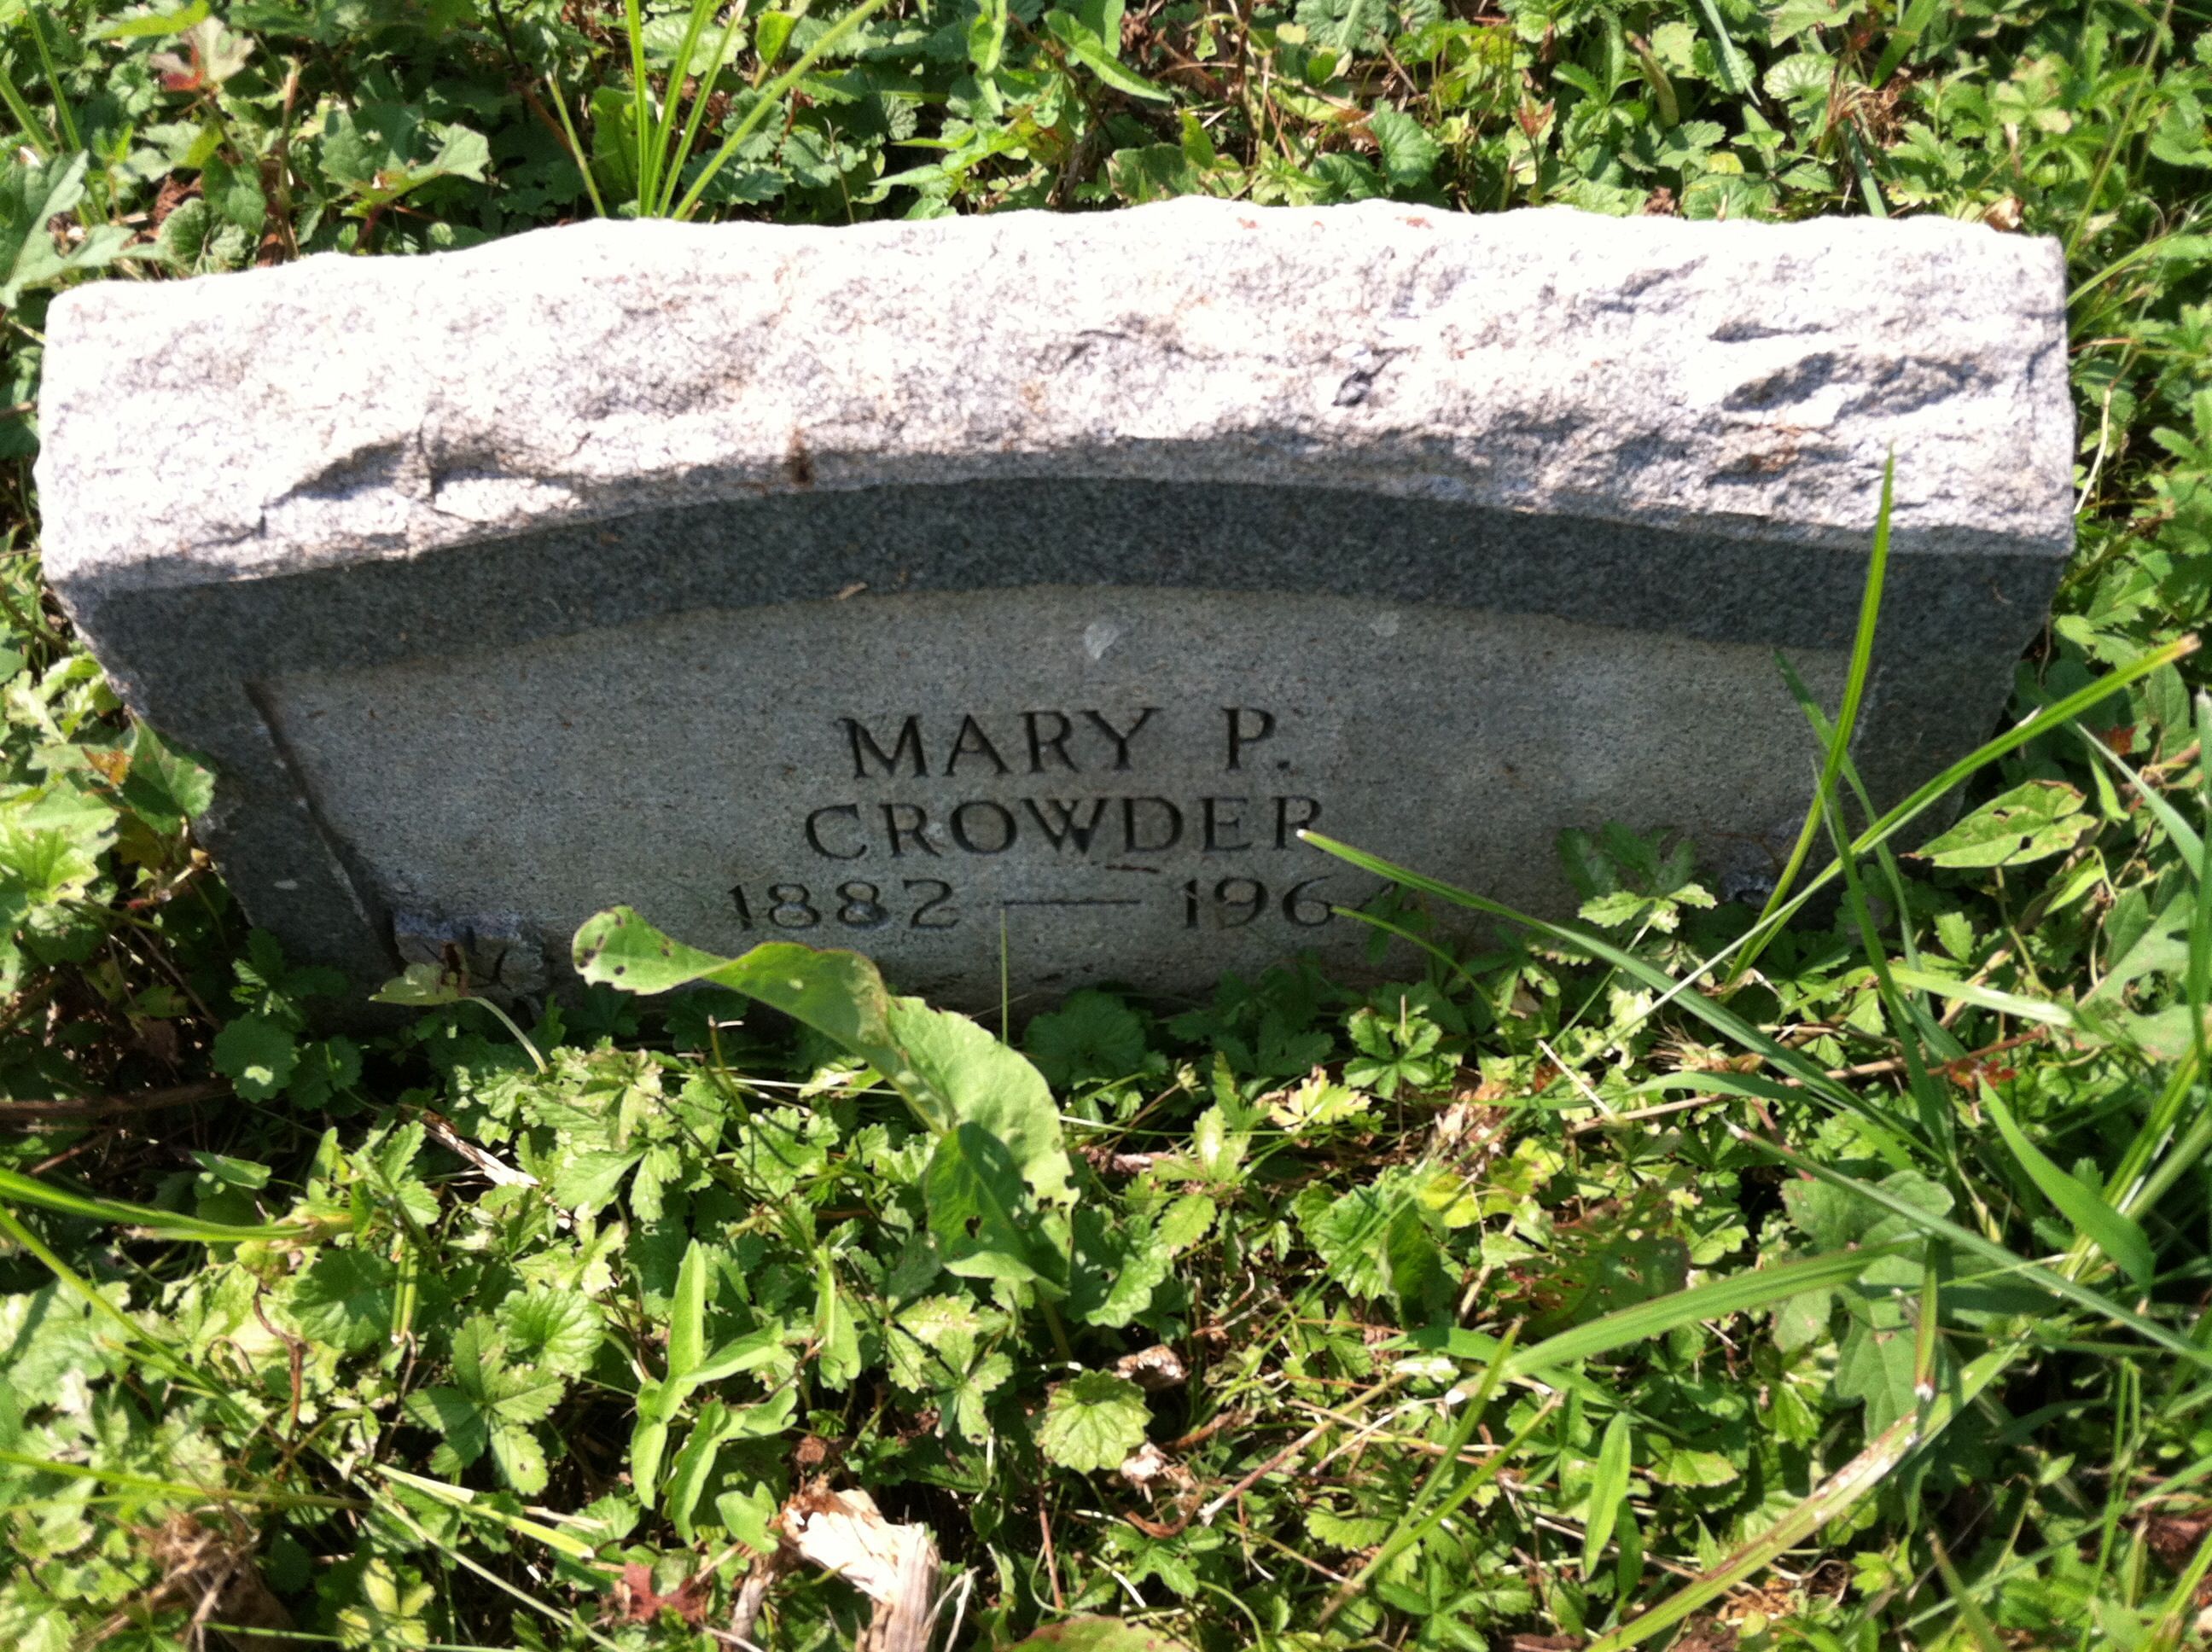 MARY P.
CROWDER
1882 — 1964